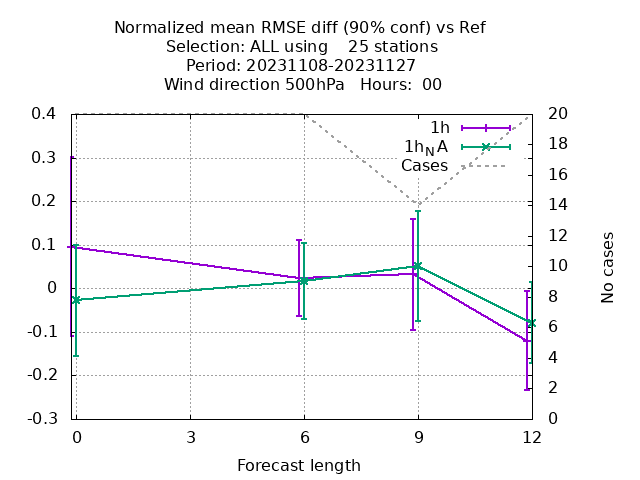 Normalized mean RMSE diff (90% conf) vs Ref
Selection: ALL using    25 stations
Period: 20231108-20231127
Wind direction 500hPa   Hours:  00
0.4
0.3
0.2
0.1
0
-0.1
-0.2
-0.3
20
18
16
14
12
10
8
6
4
2
0
1h
1hNA
Cases
No cases
0
3
6
9
12
Forecast length